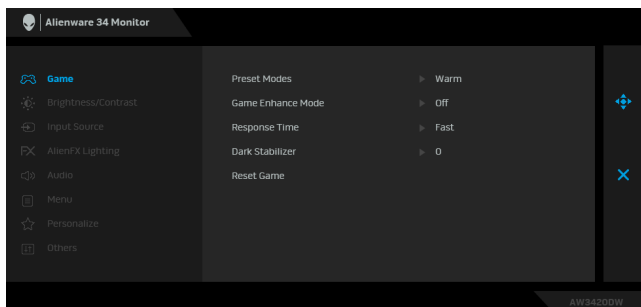 Alienware 34 Monitor
Game
Preset Modes Warm
Brightness/Contrast
Game Enhance Mode Off
Input Source
Response Time Fast
FX AlienFX Lighting
Dark Stabilizer 0
Audio
Reset Game
Menu
Personalize
Others
AW3420DW